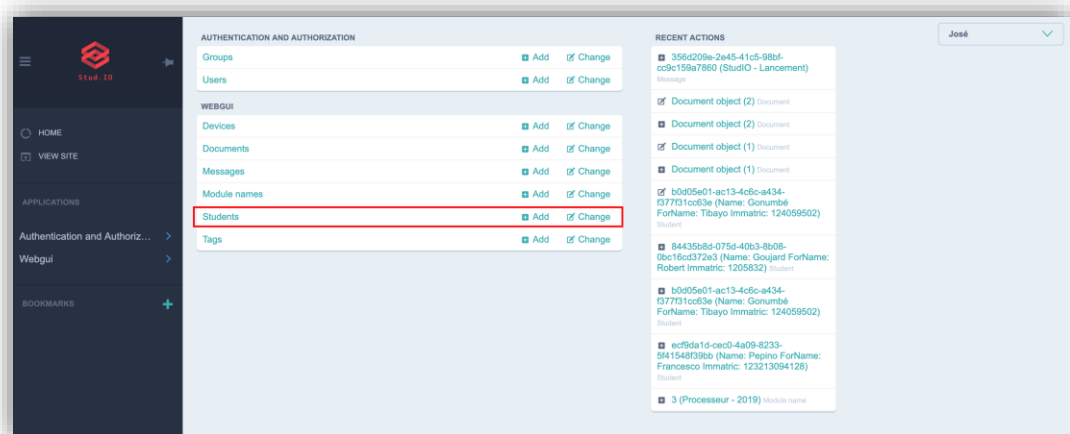 Stud.IO
HOME
VIEW SITE
APPLICATIONS
Authentication and Authoriz...
Webgui
BOOKMARKS
AUTHENTICATION AND AUTHORIZATION
Groups Add Change
Users Add Change
WEBGUI
Devices Add Change
Documents Add Change
Messages Add Change
Module names Add Change
Students Add Change
Tags Add Change
RECENT ACTIONS
356d209e-2e45-41c5-98bf-
cc9c159a7860 (StudIO - Lancement)
Message
Document object (2) Document
Document object (2) Document
Document object (1) Document
Document object (1) Document
b0d05e01-ac13-4c6c-a434-
f377f31cc63e (Name: Gonumbé
ForName: Tibayo Immatric: 124059502)
Student
84435b8d-075d-40b3-8b08-
0bc16cd372e3 (Name: Goujard ForName:
Robert Immatric: 1205832) Student
b0d05e01-ac13-4c6c-a434-
f377f31cc63e (Name: Gonumbé
ForName: Tibayo Immatric: 124059502)
Student
ecf9da1d-cec0-4a09-8233-
5f41548f39bb (Name: Pepino ForName:
Francesco Immatric: 123213094128)
Student
3 (Processeur - 2019) Module name
José